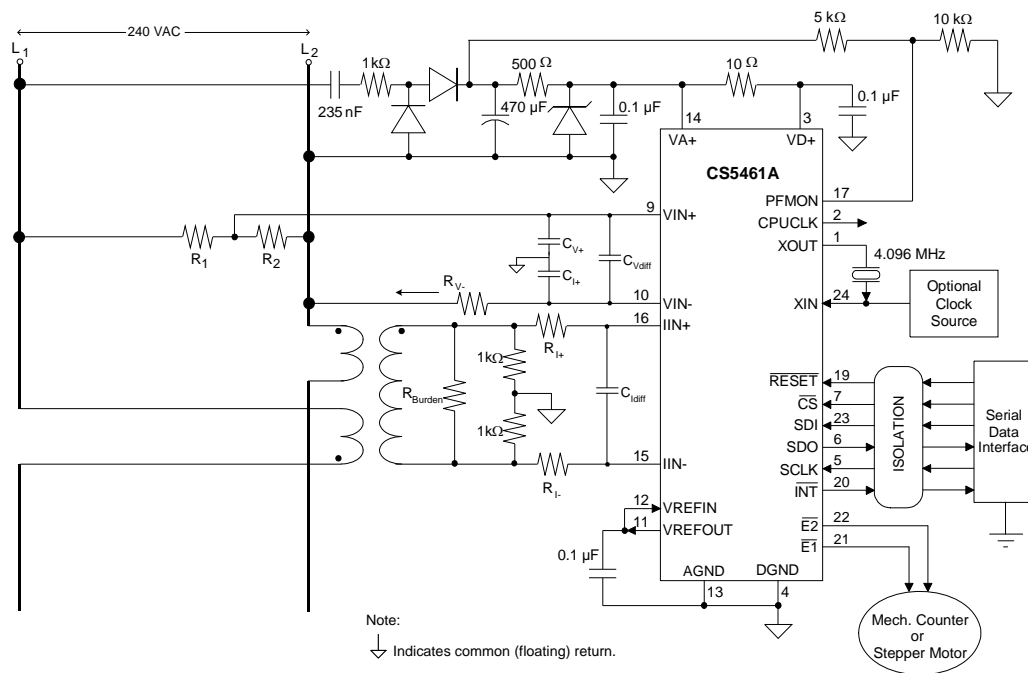 5 kΩ
10 kΩ
240 VAC
L1
L2
1kΩ
500 Ω
10 Ω
235 nF
470 µF
0.1 µF
0.1 µF
14
3
VA+
VD+
CS5461A
PFMON
17
CPUCLK
2
XOUT
1
4.096 MHz
9
VIN+
R1
R2
CV+
CI+
CVdiff
RV-
10
VIN-
XIN
24
Optional
Clock
Source
16
IIN+
RI+
1kΩ
RBurden
CIdiff
1kΩ
15
IIN-
RI-
RESET
19
CS
7
SDI
23
SDO
6
SCLK
5
INT
20
ISOLATION
Serial
Data
Interface
12
VREFIN
11
VREFOUT
E2
22
E1
21
0.1 µF
AGND
DGND
13
4
Mech. Counter
or
Stepper Motor
Note:
Indicates common (floating) return.